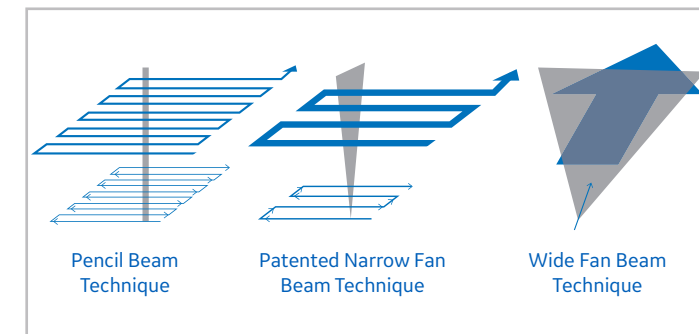 Pencil Beam
Technique
Patented Narrow Fan
Beam Technique
Wide Fan Beam
Technique